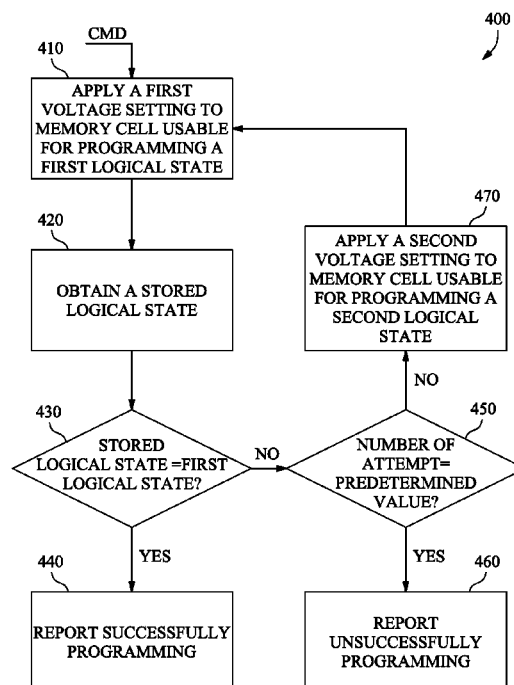 400
CMD
410
APPLY A FIRST
VOLTAGE SETTING TO
MEMORY CELL USABLE
FOR PROGRAMMING A
FIRST LOGICAL STATE
420
OBTAIN A STORED
LOGICAL STATE
470
APPLY A SECOND
VOLTAGE SETTING TO
MEMORY CELL USABLE
FOR PROGRAMMING A
SECOND LOGICAL
STATE
430
STORED
LOGICAL STATE =FIRST
LOGICAL STATE?
NO
NO
450
NUMBER OF
ATTEMPT=
PREDETERMINED
VALUE?
YES
YES
440
REPORT SUCCESSFULLY
PROGRAMMING
460
REPORT
UNSUCCESSFULLY
PROGRAMMING